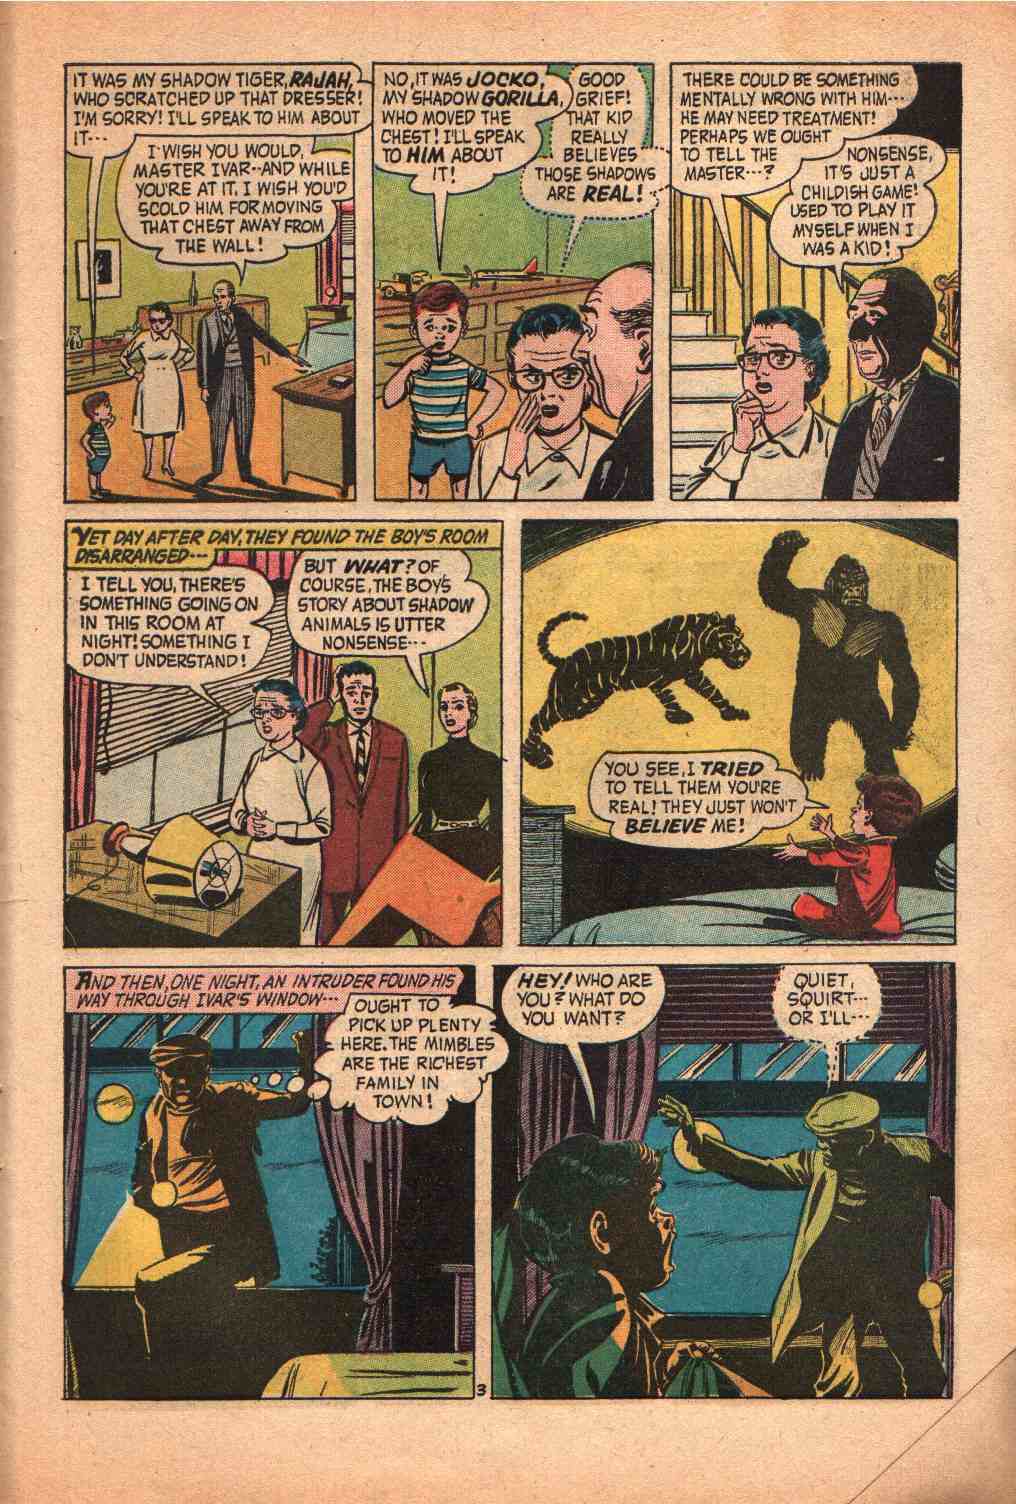 IT WAS MY SHADOW TIGER, RAJAH,
WHO SCRATCHED UP THAT DRESSER!
I'M SORRY! I'LL SPEAK TO HIM ABOUT
IT---
I WISH YOU WOULD,
MASTER IVAR--AND WHILE
YOU'RE AT IT, I WISH YOU'D
SCOLD HIM FOR MOVING
THAT CHEST AWAY FROM
THE WALL!
NO, IT WAS JOCKO,
MY SHADOW GORILLA,
WHO MOVED THE
CHEST! I'LL SPEAK
TO HIM ABOUT
IT!
GOOD
GRIEF!
THAT KID
REALLY
BELIEVES
THOSE SHADOWS
ARE REAL!
THERE COULD BE SOMETHING
MENTALLY WRONG WITH HIM---
HE MAY NEED TREATMENT!
PERHAPS WE OUGHT
TO TELL THE
MASTER---?
NONSENSE,
IT'S JUST A
CHILDISH GAME!
USED TO PLAY IT
MYSELF WHEN I
WAS A KID!
YET DAY AFTER DAY, THEY FOUND THE BOY'S ROOM
DISARRANGED---
I TELL YOU, THERE'S
SOMETHING GOING ON
IN THIS ROOM AT
NIGHT! SOMETHING I
DON'T UNDERSTAND!
BUT WHAT? OF
COURSE, THE BOY'S
STORY ABOUT SHADOW
ANIMALS IS UTTER
NONSENSE---
YOU SEE, I TRIED
TO TELL THEM YOU'RE
REAL! THEY JUST WON'T
BELIEVE ME!
AND THEN, ONE NIGHT, AN INTRUDER FOUND HIS
WAY THROUGH IVAR'S WINDOW---
OUGHT TO
PICK UP PLENTY
HERE. THE MIMBLES
ARE THE RICHEST
FAMILY IN
TOWN!
3
HEY! WHO ARE
YOU? WHAT DO
YOU WANT?
QUIET,
SQUIRT---
OR I'LL---